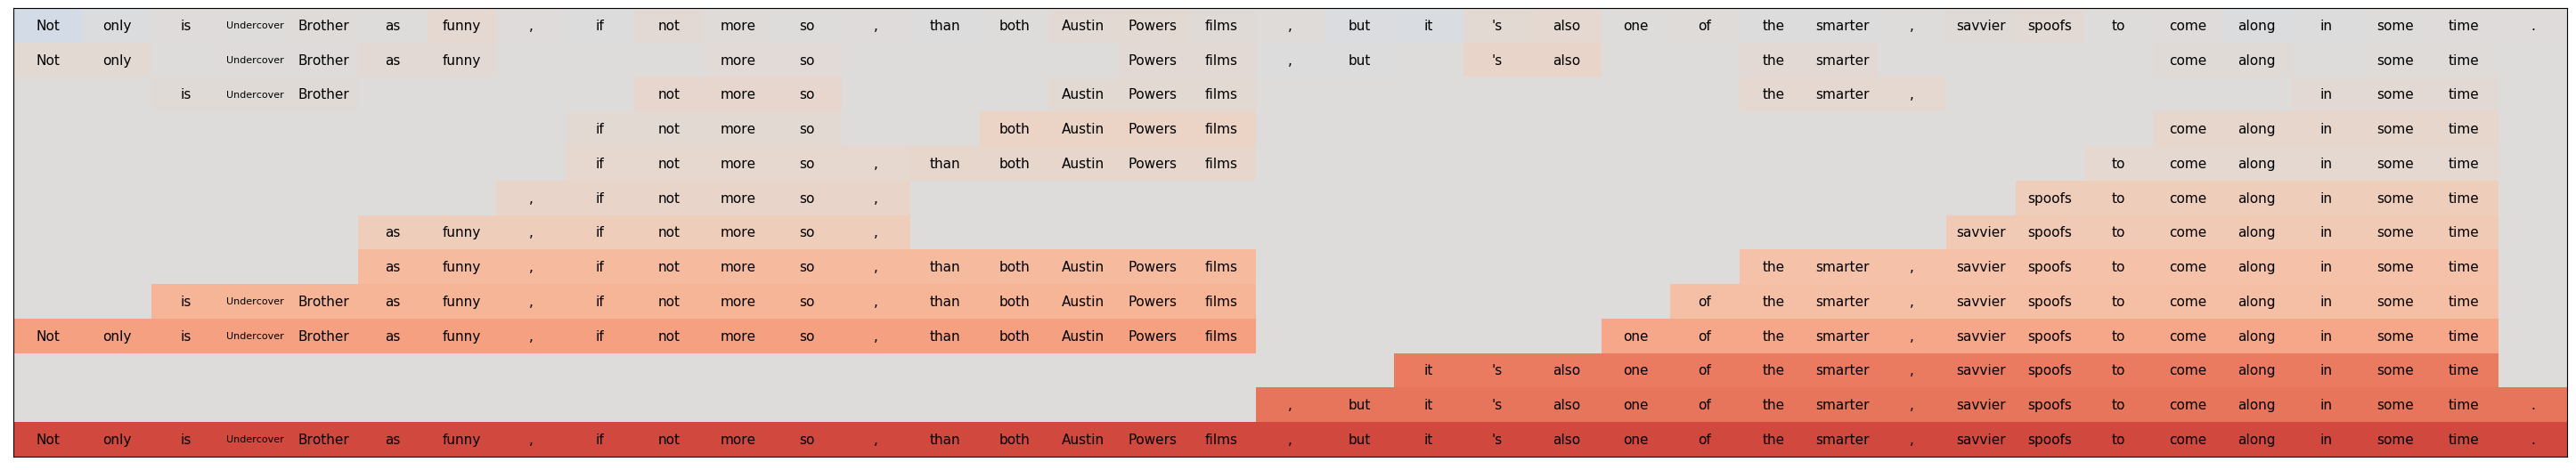 Not only is Undercover Brother as funny , if not more so , than both Austin Powers films , but it 's also one of the smarter , savvier spoofs to come along in some time .
Not only Undercover Brother as funny more so Powers films , but 's also the smarter come along some time
is Undercover Brother not more so Austin Powers films the smarter , in some time
if not more so both Austin Powers films come along in some time
if not more so , than both Austin Powers films to come along in some time
, if not more so , spoofs to come along in some time
as funny , if not more so , savvier spoofs to come along in some time
as funny , if not more so , than both Austin Powers films the smarter , savvier spoofs to come along in some time
is Undercover Brother as funny , if not more so , than both Austin Powers films of the smarter , savvier spoofs to come along in some time
Not only is Undercover Brother as funny , if not more so , than both Austin Powers films one of the smarter , savvier spoofs to come along in some time
it 's also one of the smarter , savvier spoofs to come along in some time
, but it 's also one of the smarter , savvier spoofs to come along in some time .
Not only is Undercover Brother as funny , if not more so , than both Austin Powers films , but it 's also one of the smarter , savvier spoofs to come along in some time .